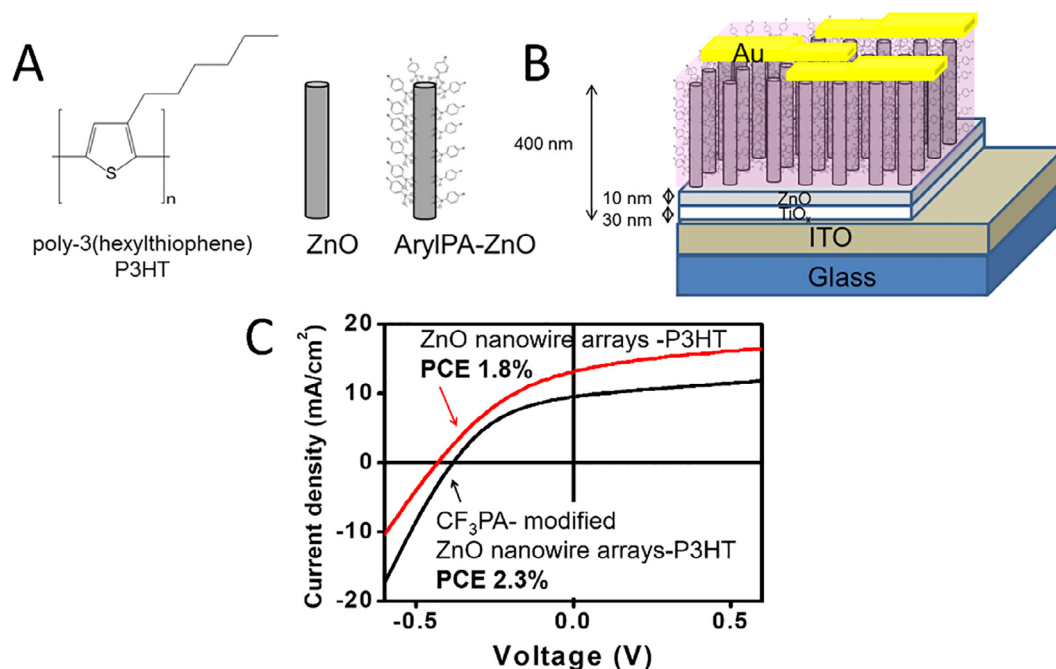 A
[
]
S
n
poly-3(hexylthiophene)
P3HT
ZnO
ArylPA-ZnO
B
Au
400 nm
10 nm
30 nm
ZnO
TiOₓ
ITO
Glass
C
Current density (mA/cm²)
20
10
0
-10
-20
ZnO nanowire arrays -P3HT
PCE 1.8%
CF₃PA- modified
ZnO nanowire arrays-P3HT
PCE 2.3%
-0.5
0.0
0.5
Voltage (V)